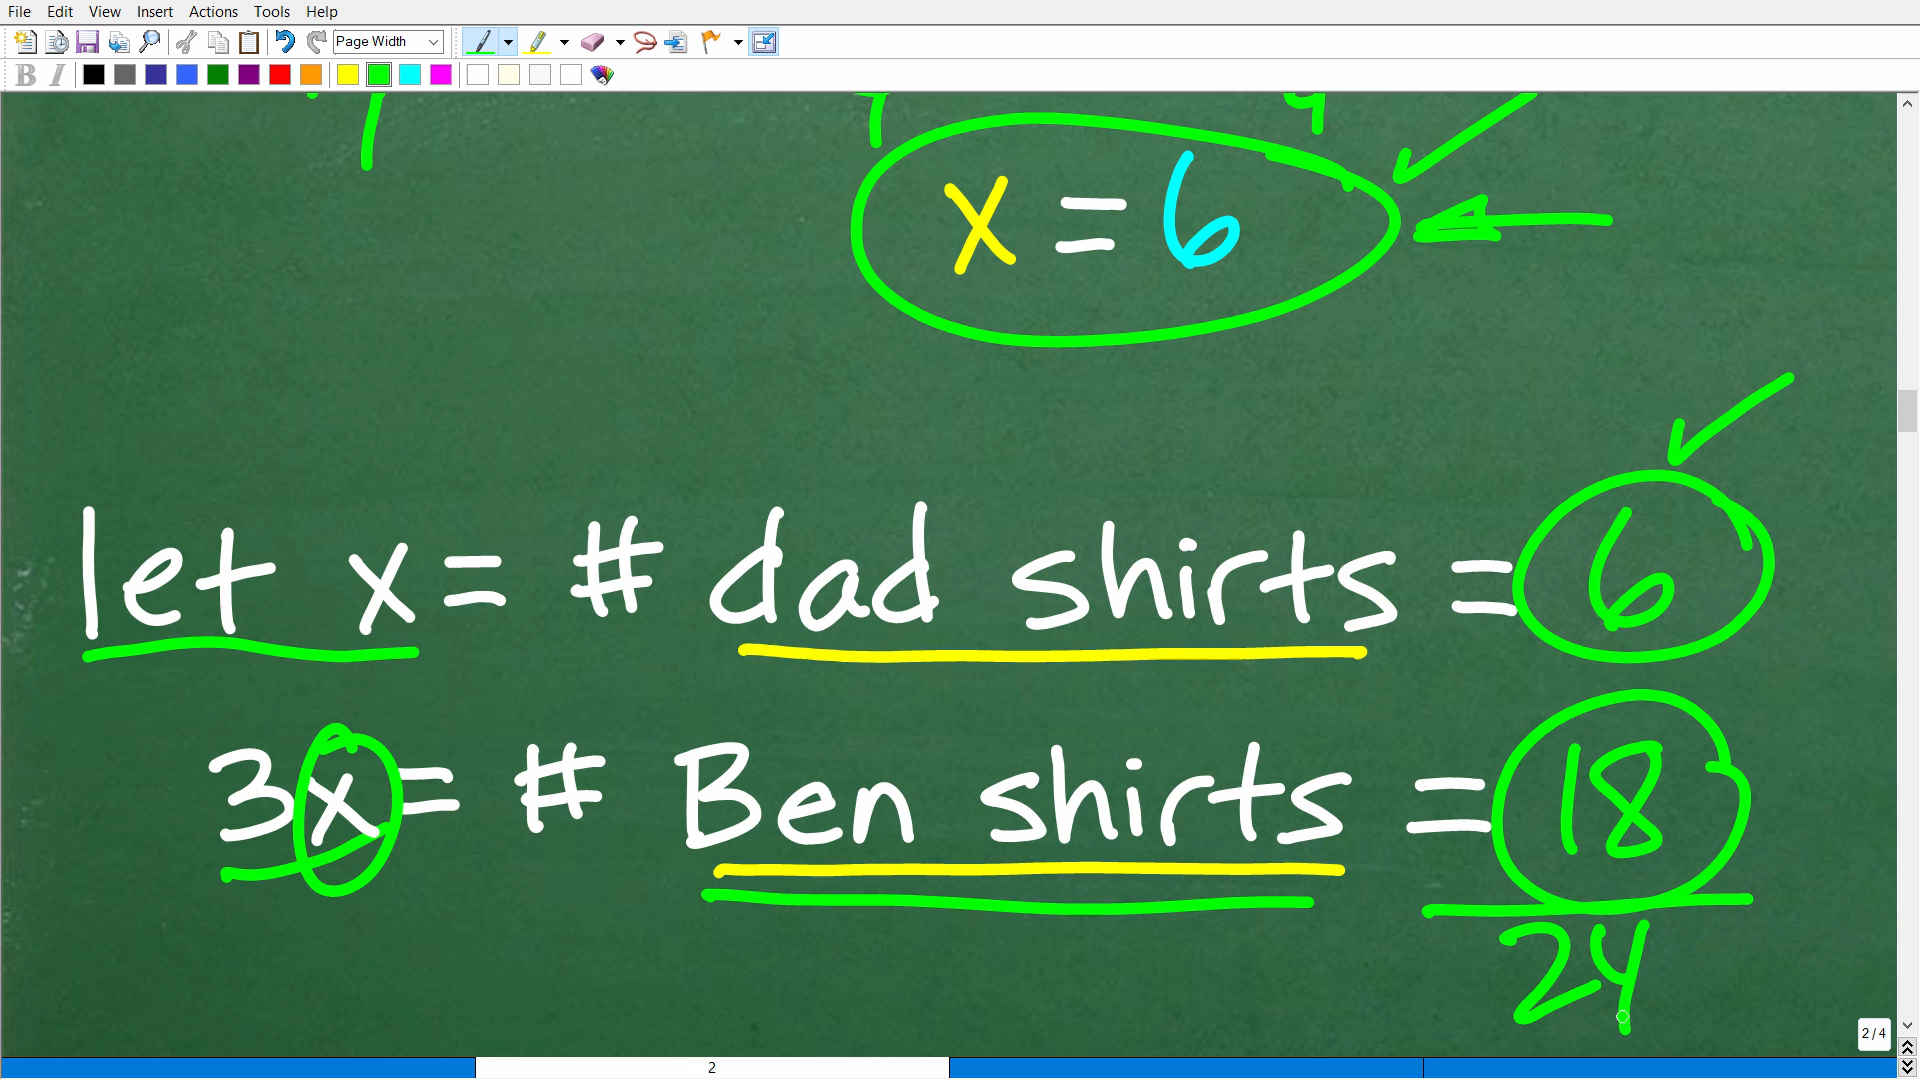 File Edit View Insert Actions Tools Help
Page Width
B I
x = 6
let x = # dad shirts = 6
3x = # Ben shirts = 18
24
2 / 4
2